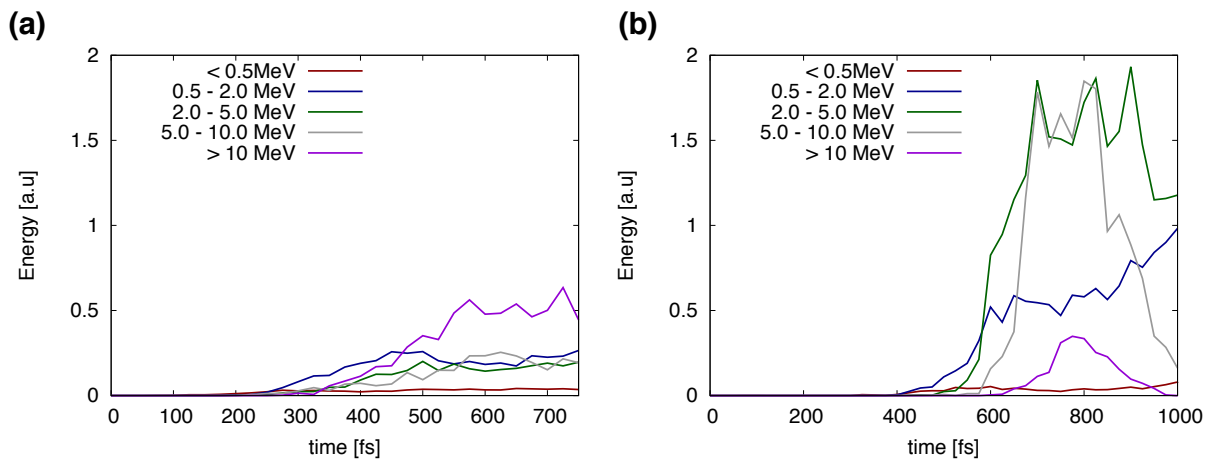 (a)
Energy [a.u]
2
1.5
1
0.5
0
< 0.5MeV
0.5 - 2.0 MeV
2.0 - 5.0 MeV
5.0 - 10.0 MeV
> 10 MeV
0 100 200 300 400 500 600 700
time [fs]
(b)
Energy [a.u]
2
1.5
1
0.5
0
< 0.5MeV
0.5 - 2.0 MeV
2.0 - 5.0 MeV
5.0 - 10.0 MeV
> 10 MeV
0 200 400 600 800 1000
time [fs]